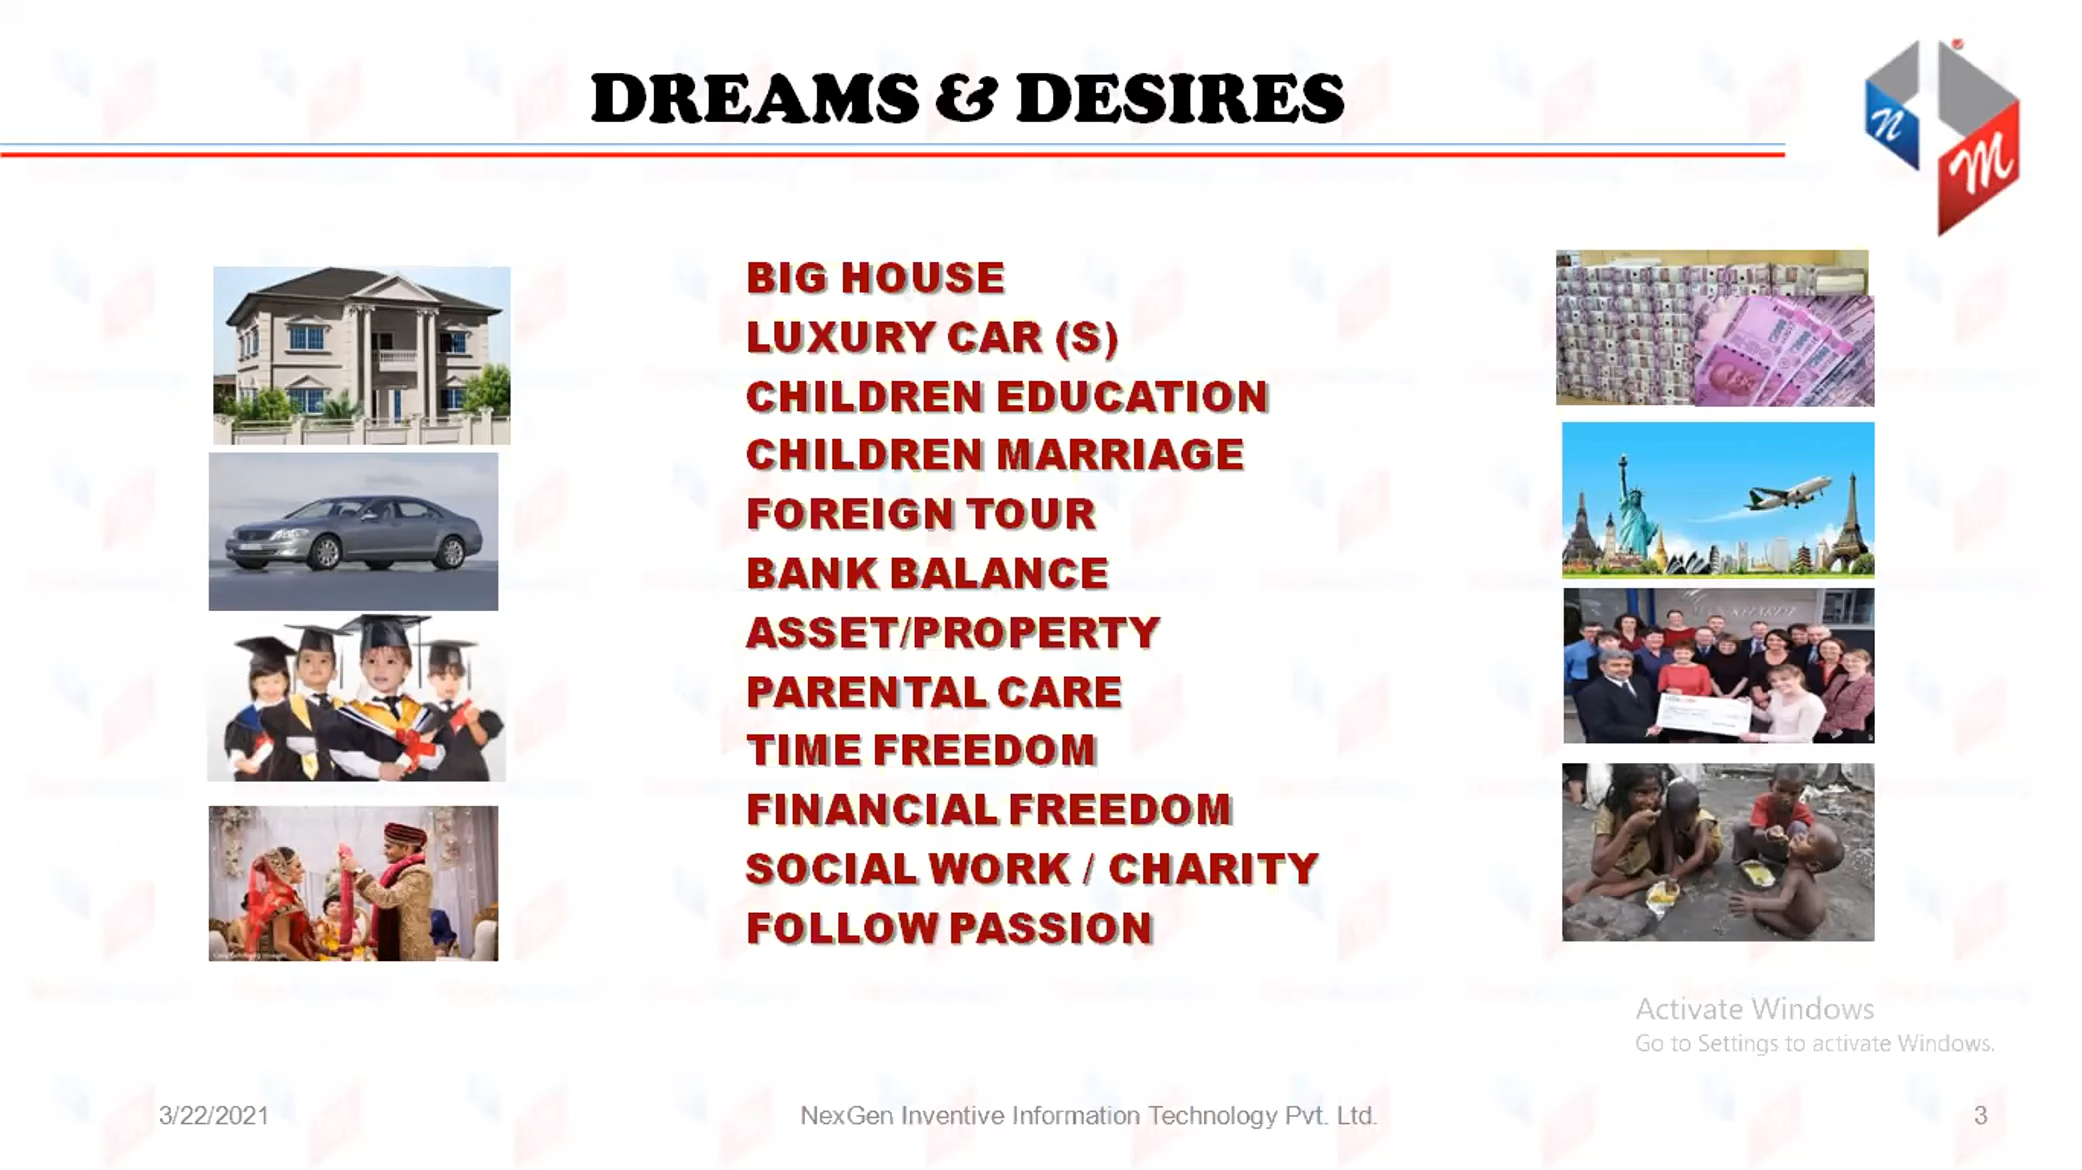 DREAMS & DESIRES
n
M
BIG HOUSE
LUXURY CAR (S)
CHILDREN EDUCATION
CHILDREN MARRIAGE
FOREIGN TOUR
BANK BALANCE
ASSET/PROPERTY
PARENTAL CARE
TIME FREEDOM
FINANCIAL FREEDOM
SOCIAL WORK / CHARITY
FOLLOW PASSION
Activate Windows
Go to Settings to activate Windows.
3/22/2021
NexGen Inventive Information Technology Pvt. Ltd.
3